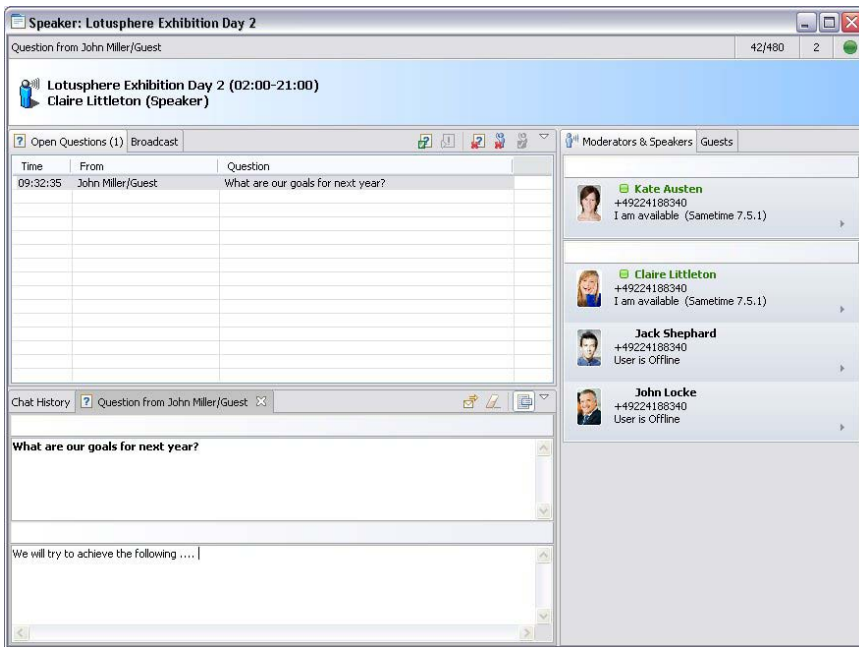 Speaker: Lotusphere Exhibition Day 2
Question from John Miller/Guest
42/480
2
Lotusphere Exhibition Day 2 (02:00-21:00)
Claire Littleton (Speaker)
Open Questions (1) Broadcast
Time From Question
09:32:35 John Miller/Guest What are our goals for next year?
Moderators & Speakers Guests
Kate Austen
+49224188340
I am available (Sametime 7.5.1)
Claire Littleton
+49224188340
I am available (Sametime 7.5.1)
Jack Shephard
+49224188340
User is Offline
John Locke
+49224188340
User is Offline
Chat History Question from John Miller/Guest
What are our goals for next year?
We will try to achieve the following ....